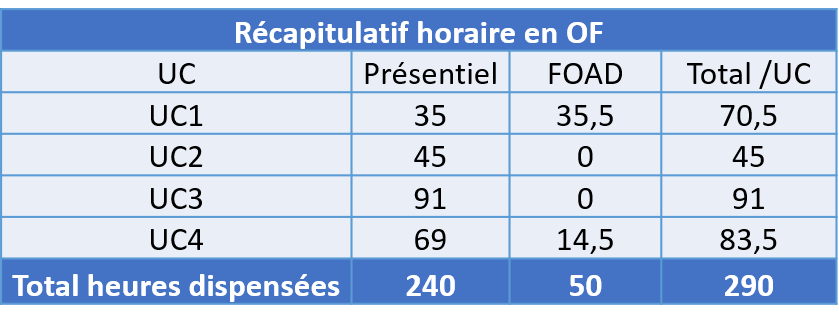 Récapitulatif horaire en OF
UC Présentiel FOAD Total /UC
UC1 35 35,5 70,5
UC2 45 0 45
UC3 91 0 91
UC4 69 14,5 83,5
Total heures dispensées 240 50 290